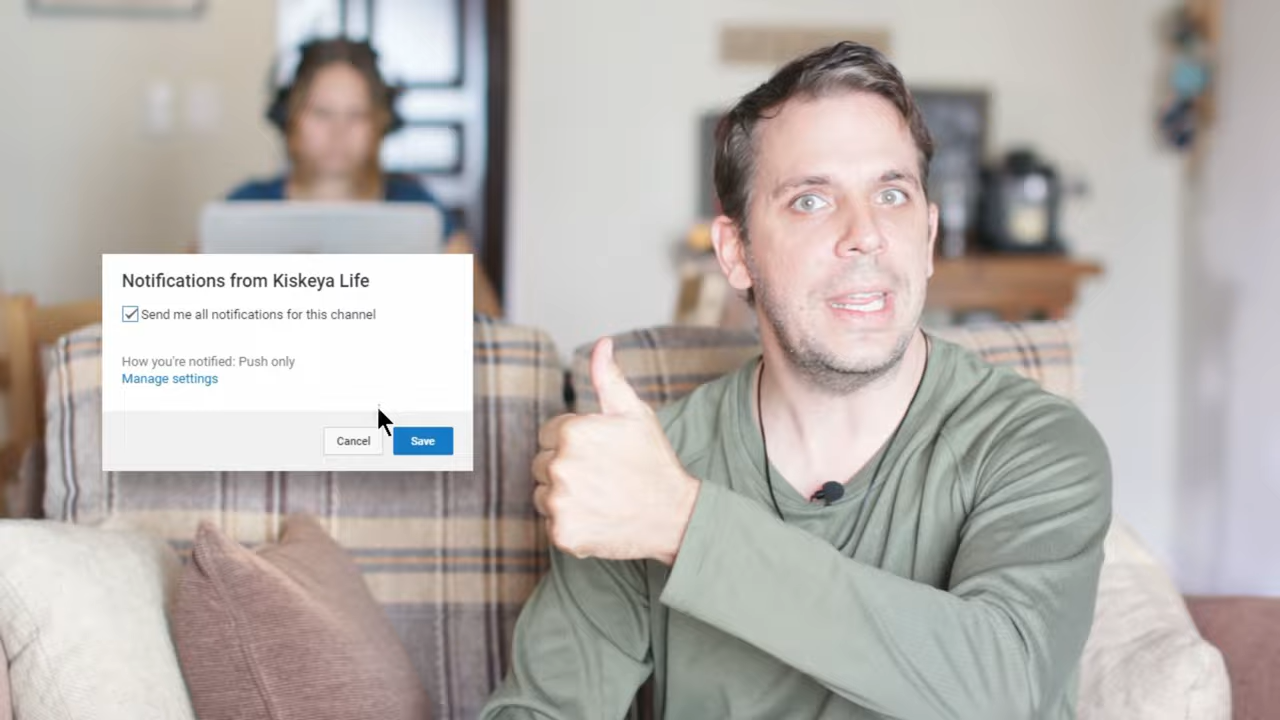 Notifications from Kiskeya Life
Send me all notifications for this channel
How you're notified: Push only
Manage settings
Cancel
Save